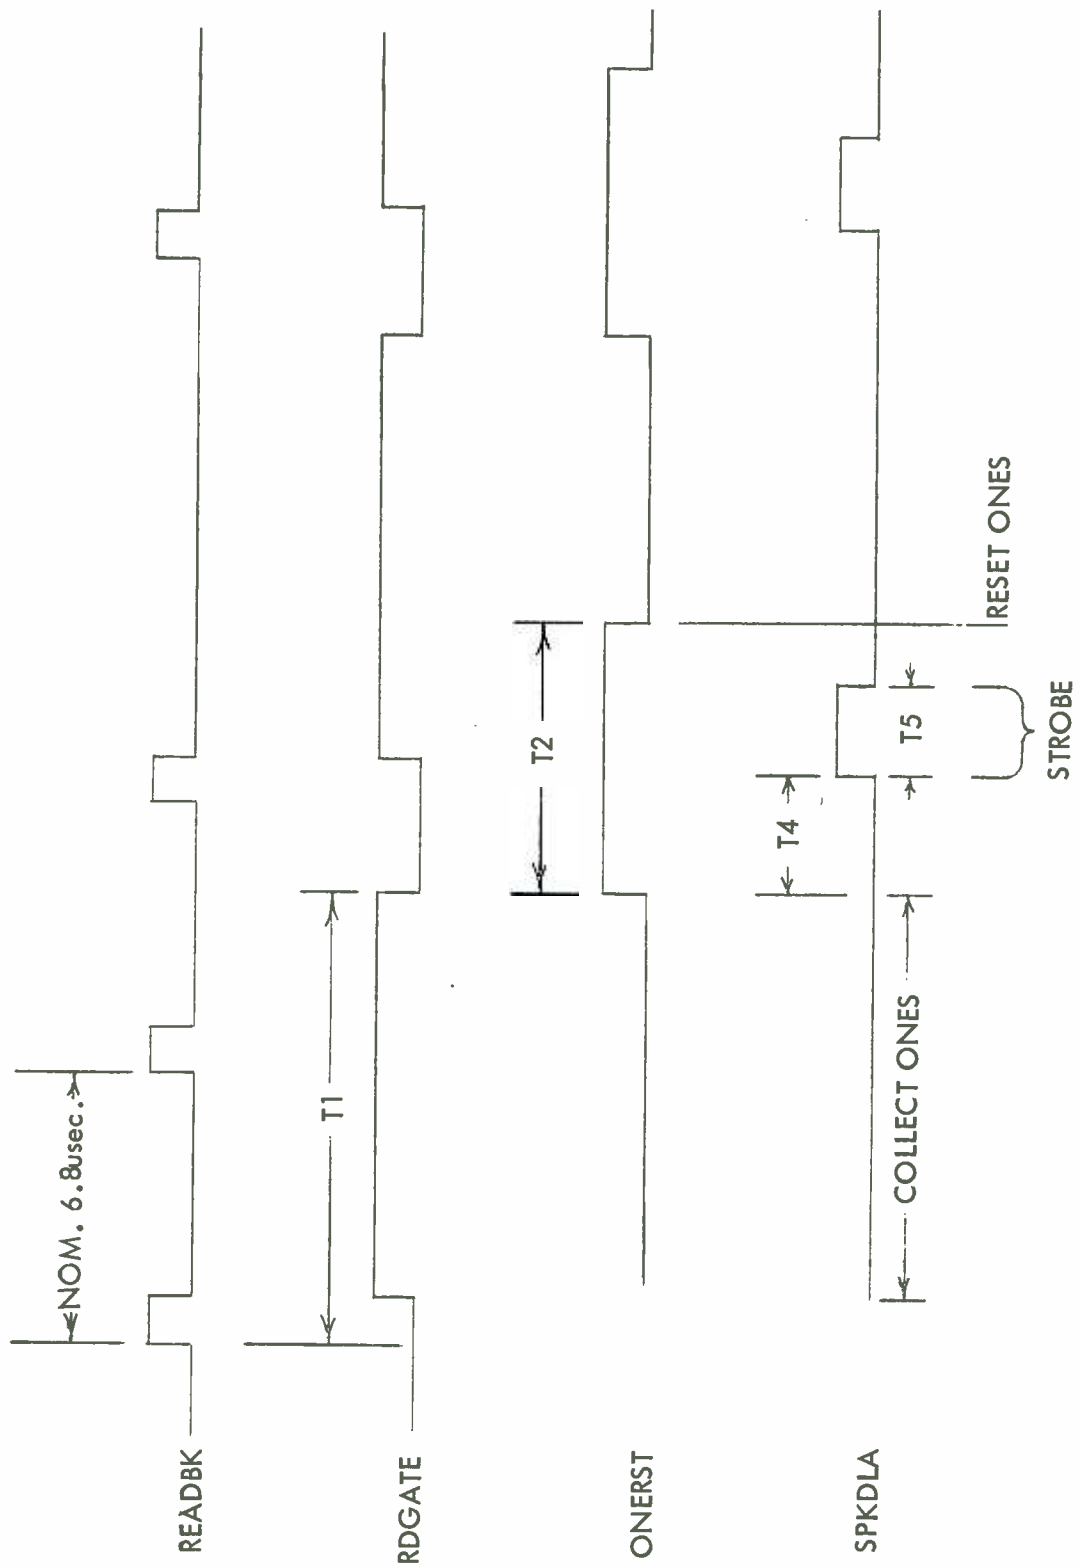 NOM. 6.8usec.
READBK
T1
RDGATE
T2
ONERST
T4
T5
SPKDLA
COLLECT ONES
STROBE
RESET ONES